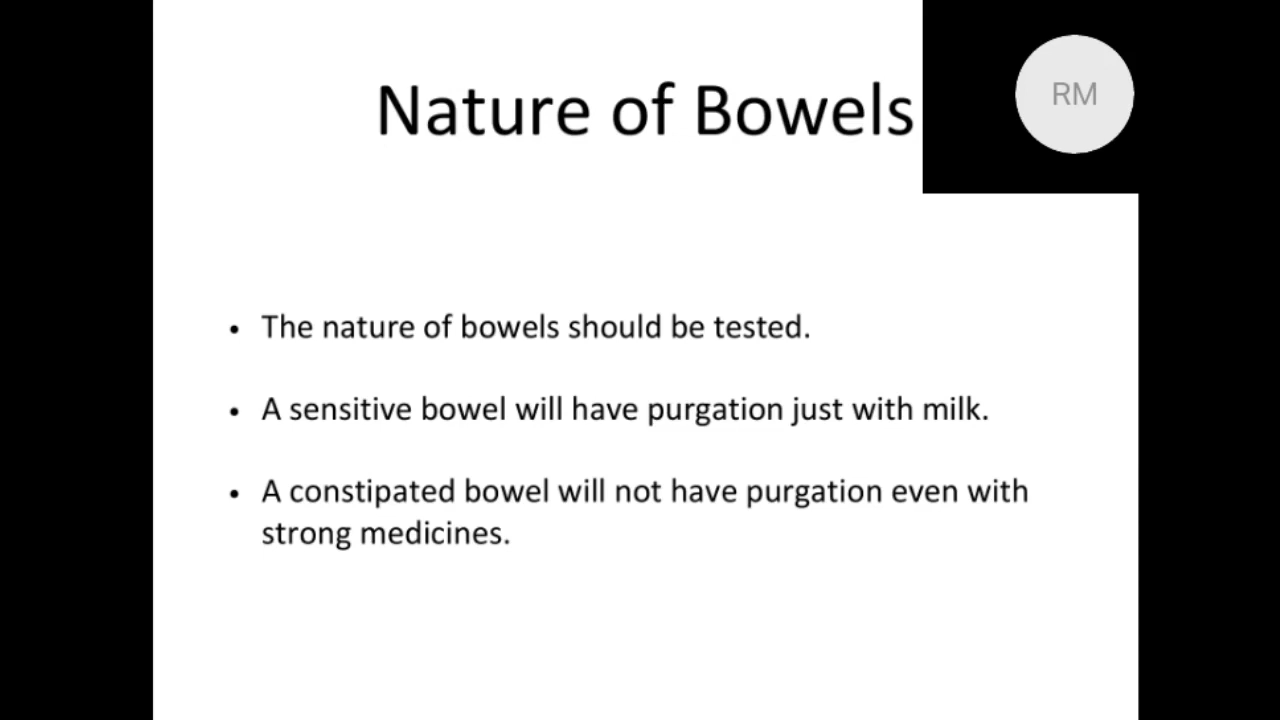 Nature of Bowels
RM
• The nature of bowels should be tested.
• A sensitive bowel will have purgation just with milk.
• A constipated bowel will not have purgation even with
strong medicines.